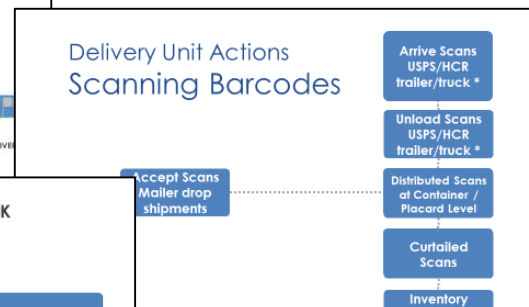 Delivery Unit Actions
Scanning Barcodes
Arrive Scans
USPS/HCR
trailer/truck *
Unload Scans
USPS/HCR
trailer/truck *
Accept Scans
Mailer drop
shipments
Distributed Scans
at Container /
Placard Level
Curtailed
Scans
Inventory
K